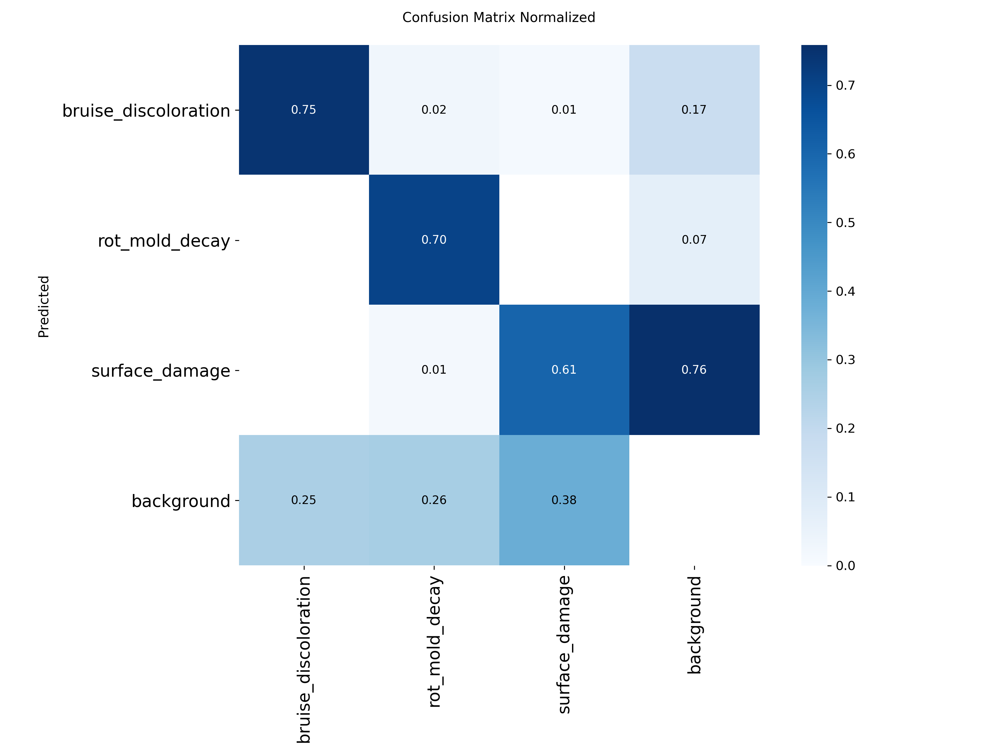 Confusion Matrix Normalized
bruise_discoloration
0.75
0.02
0.01
0.17
rot_mold_decay
0.70
0.07
surface_damage
0.01
0.61
0.76
background
0.25
0.26
0.38
Predicted
bruise_discoloration
rot_mold_decay
surface_damage
background
0.7
0.6
0.5
0.4
0.3
0.2
0.1
0.0